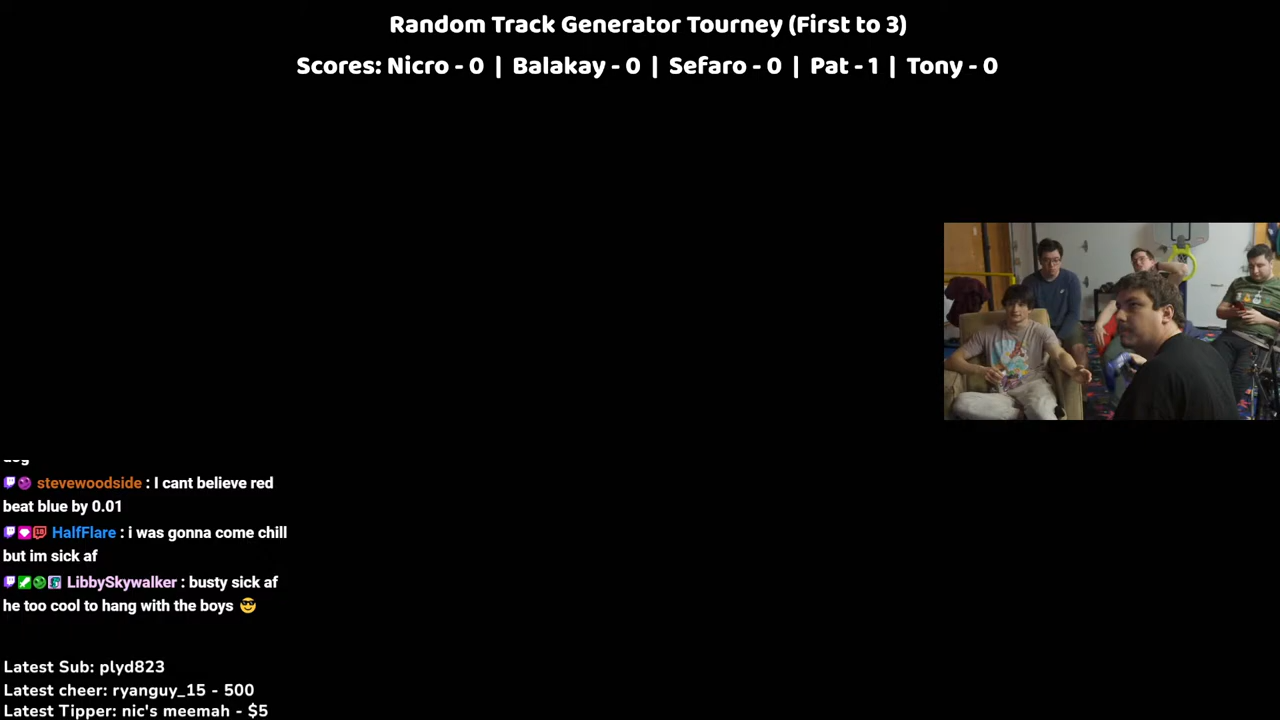 Random Track Generator Tourney (First to 3)
Scores: Nicro - 0 | Balakay - 0 | Sefaro - 0 | Pat - 1 | Tony - 0
stevewoodside : I cant believe red
beat blue by 0.01
HalfFlare : i was gonna come chill
but im sick af
LibbySkywalker : busty sick af
he too cool to hang with the boys 😎
Latest Sub: plyd823
Latest cheer: ryanguy_15 - 500
Latest Tipper: nic's meemah - $5